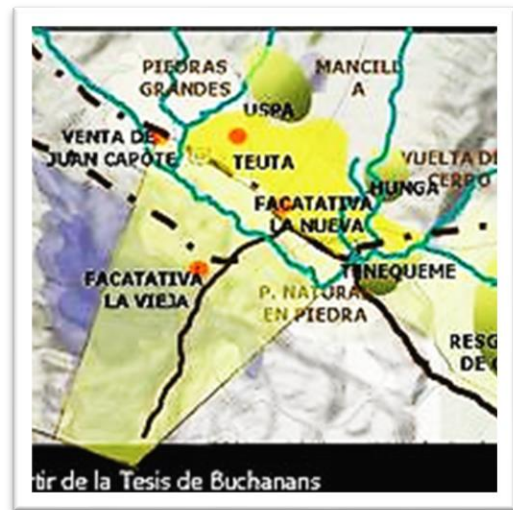 PIEDRAS
GRANDES
MANCILL
A
USPA
VENTA DE
JUAN CAPOTE
TEUTA
VUELTA DE
CERRO
HUNGA
FACATATIVA
LA NUEVA
TENEQUEME
FACATATIVA
LA VIEJA
P. NATURAL
EN PIEDRA
RESG
DE
rtir de la Tesis de Buchanans